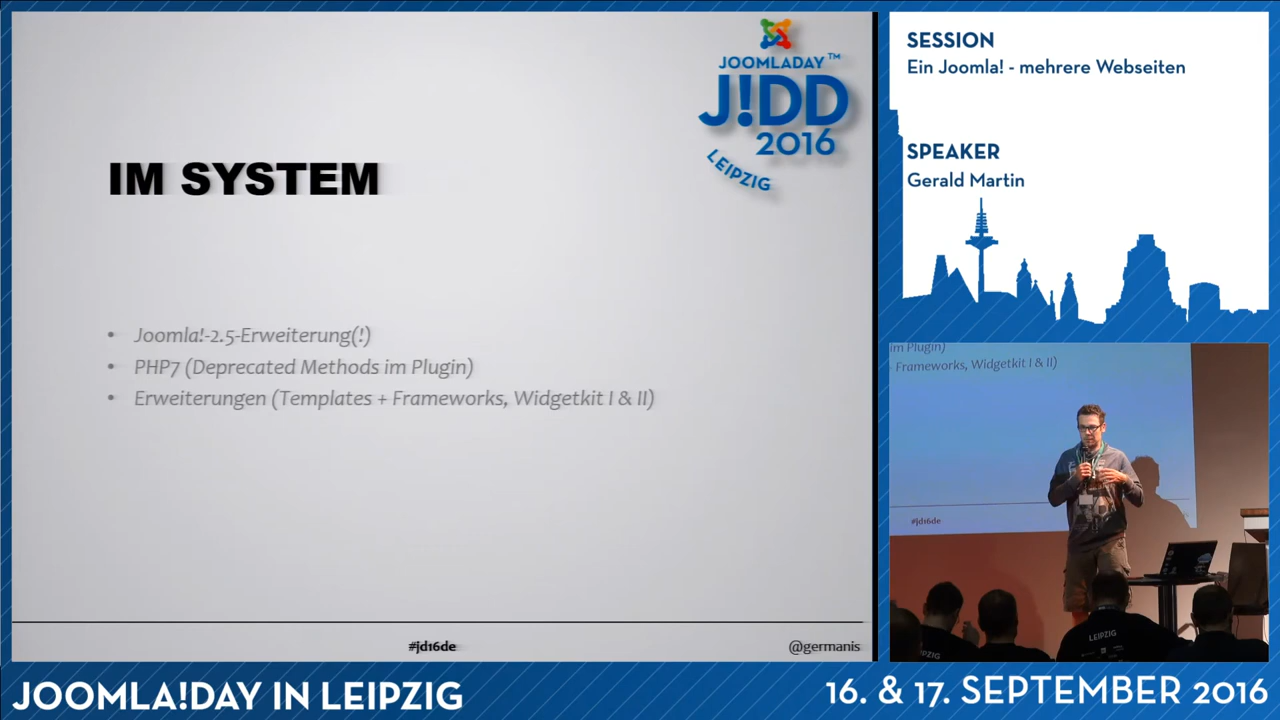 JOOMLADAY™
J!DD
2016
LEIPZIG
IM SYSTEM
• Joomla!-2.5-Erweiterung(!)
• PHP7 (Deprecated Methods im Plugin)
• Erweiterungen (Templates + Frameworks, Widgetkit I & II)
#jd16de
@germanis
SESSION
Ein Joomla! - mehrere Webseiten
SPEAKER
Gerald Martin
im Plugin)
Frameworks, Widgetkit I & II)
#jd16de
LEIPZIG
JOOMLA!DAY IN LEIPZIG
16. & 17. SEPTEMBER 2016